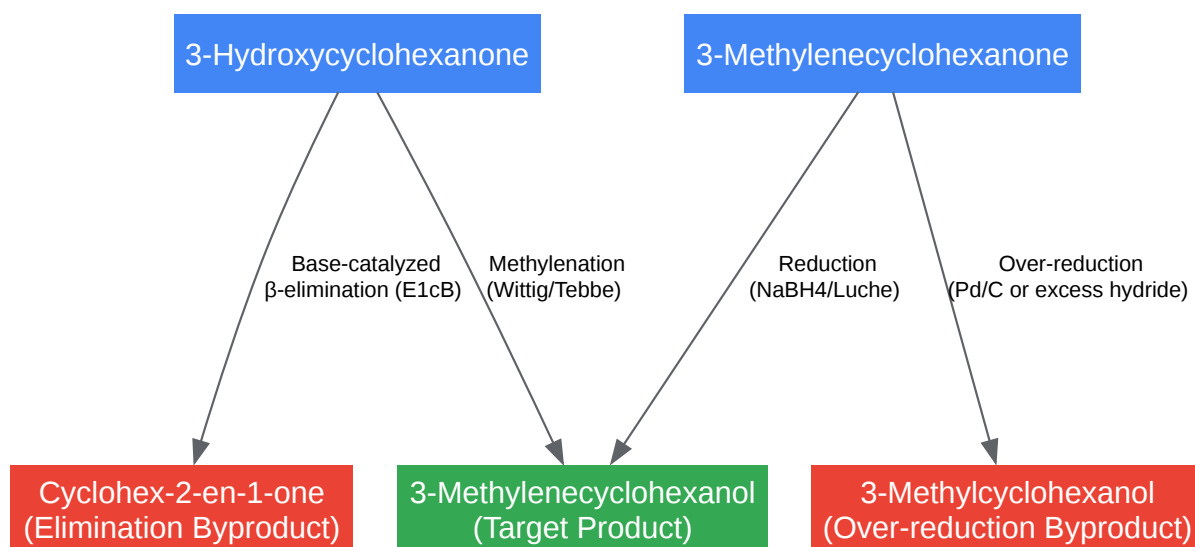 3-Hydroxycyclohexanone
3-Methylenecyclohexanone
Base-catalyzed
β-elimination (E1cB)
Methylenation
(Wittig/Tebbe)
Reduction
(NaBH4/Luche)
Over-reduction
(Pd/C or excess hydride)
Cyclohex-2-en-1-one
(Elimination Byproduct)
3-Methylenecyclohexanol
(Target Product)
3-Methylcyclohexanol
(Over-reduction Byproduct)